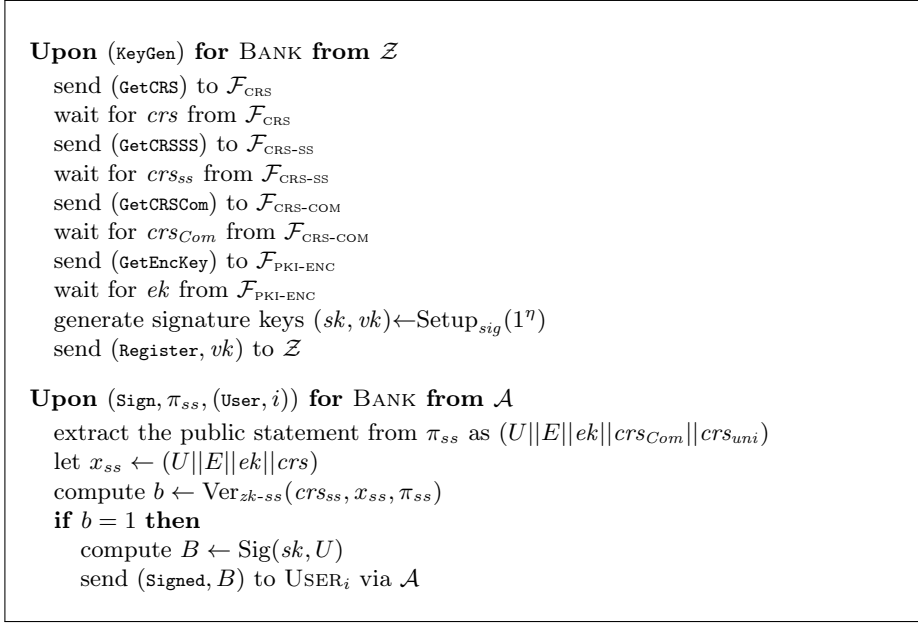 Upon (KeyGen) for BANK from 𝒵
send (GetCRS) to ℱ_CRS
wait for crs from ℱ_CRS
send (GetCRSSS) to ℱ_CRS-SS
wait for crs_ss from ℱ_CRS-SS
send (GetCRSCom) to ℱ_CRS-COM
wait for crs_Com from ℱ_CRS-COM
send (GetEncKey) to ℱ_PKI-ENC
wait for ek from ℱ_PKI-ENC
generate signature keys (sk, vk)←Setup_sig(1^η)
send (Register, vk) to 𝒵
Upon (Sign, π_ss, (User, i)) for BANK from 𝒜
extract the public statement from π_ss as (U||E||ek||crs_Com||crs_uni)
let x_ss ← (U||E||ek||crs)
compute b ← Ver_zk-ss(crs_ss, x_ss, π_ss)
if b = 1 then
compute B ← Sig(sk, U)
send (Signed, B) to USER_i via 𝒜